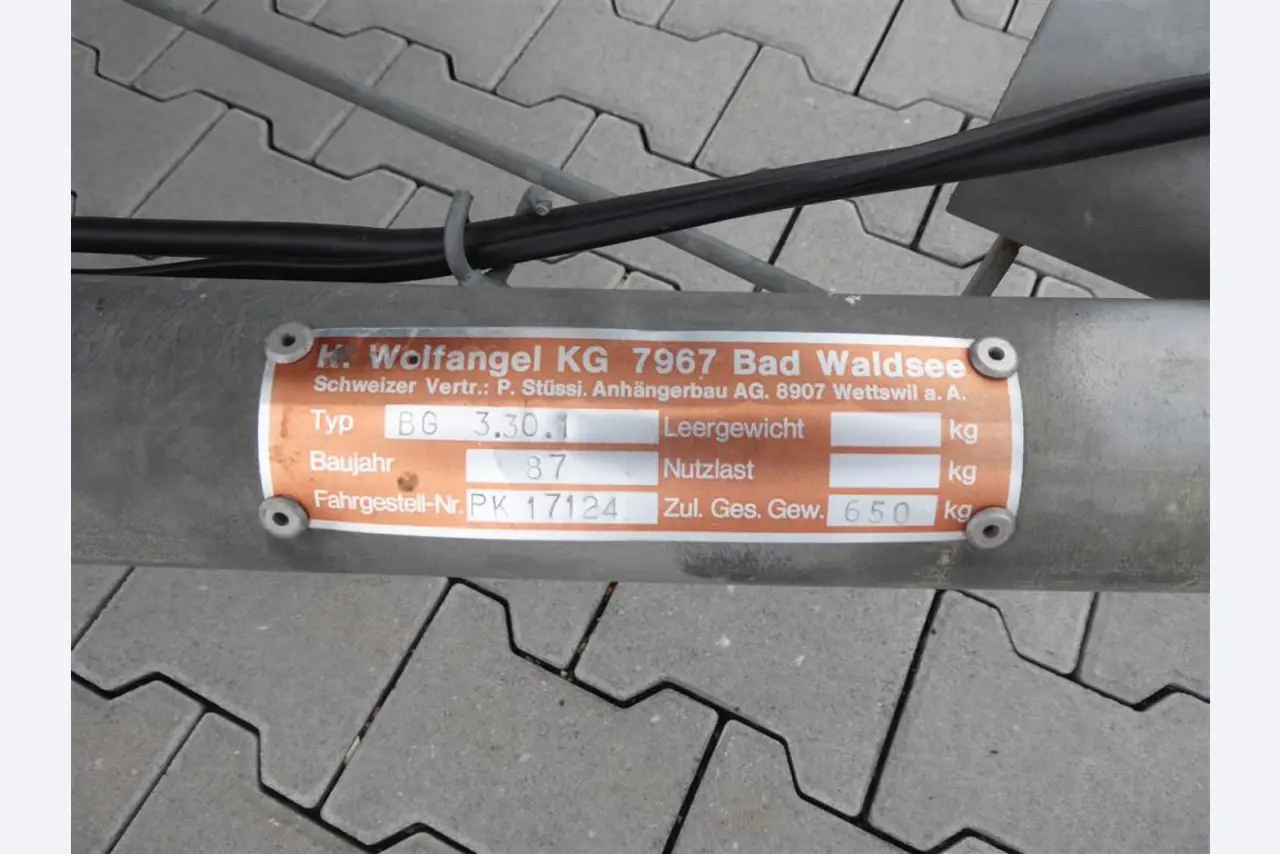 K. Wolfangel KG 7967 Bad Waldsee
Schweizer Vertr.: P. Stüssi. Anhängerbau AG. 8907 Wettswil a. A.
Typ BG 3.30.1 Leergewicht kg
Baujahr 87 Nutzlast kg
Fahrgestell-Nr. PK 17124 Zul. Ges. Gew. 650 kg